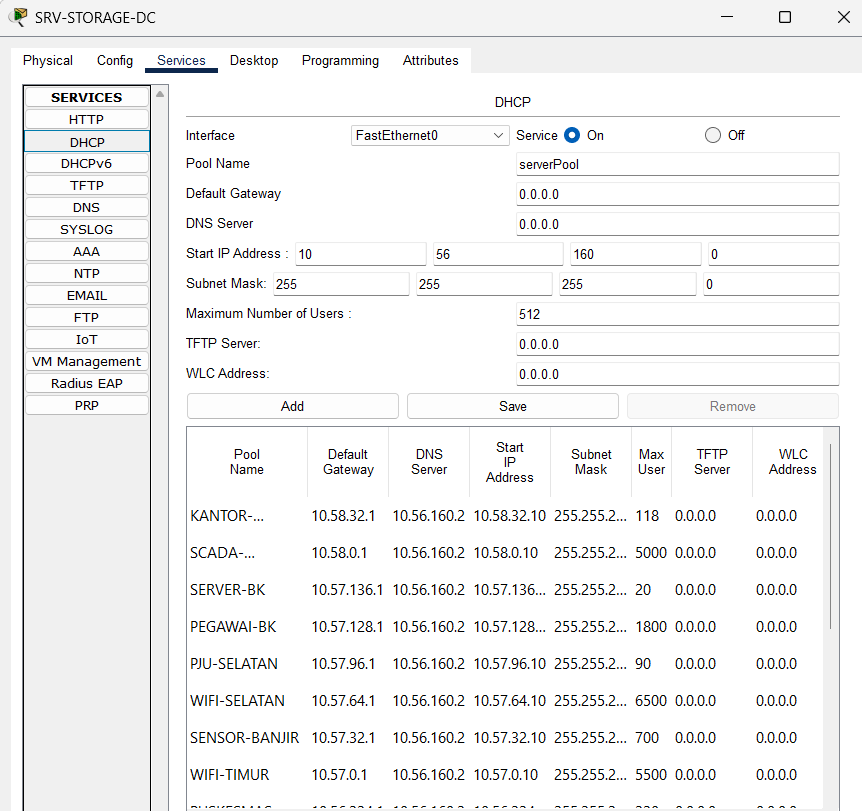 SRV-STORAGE-DC
Physical Config Services Desktop Programming Attributes
SERVICES
HTTP
DHCP
DHCPv6
TFTP
DNS
SYSLOG
AAA
NTP
EMAIL
FTP
IoT
VM Management
Radius EAP
PRP
DHCP
Interface FastEthernet0 Service On Off
Pool Name serverPool
Default Gateway 0.0.0.0
DNS Server 0.0.0.0
Start IP Address : 10 56 160 0
Subnet Mask: 255 255 255 0
Maximum Number of Users : 512
TFTP Server: 0.0.0.0
WLC Address: 0.0.0.0
Add Save Remove
Pool Name Default Gateway DNS Server Start IP Address Subnet Mask Max User TFTP Server WLC Address
KANTOR-... 10.58.32.1 10.56.160.2 10.58.32.10 255.255.2... 118 0.0.0.0 0.0.0.0
SCADA-... 10.58.0.1 10.56.160.2 10.58.0.10 255.255.2... 5000 0.0.0.0 0.0.0.0
SERVER-BK 10.57.136.1 10.56.160.2 10.57.136... 255.255.2... 20 0.0.0.0 0.0.0.0
PEGAWAI-BK 10.57.128.1 10.56.160.2 10.57.128... 255.255.2... 1800 0.0.0.0 0.0.0.0
PJU-SELATAN 10.57.96.1 10.56.160.2 10.57.96.10 255.255.2... 90 0.0.0.0 0.0.0.0
WIFI-SELATAN 10.57.64.1 10.56.160.2 10.57.64.10 255.255.2... 6500 0.0.0.0 0.0.0.0
SENSOR-BANJIR 10.57.32.1 10.56.160.2 10.57.32.10 255.255.2... 700 0.0.0.0 0.0.0.0
WIFI-TIMUR 10.57.0.1 10.56.160.2 10.57.0.10 255.255.2... 5500 0.0.0.0 0.0.0.0